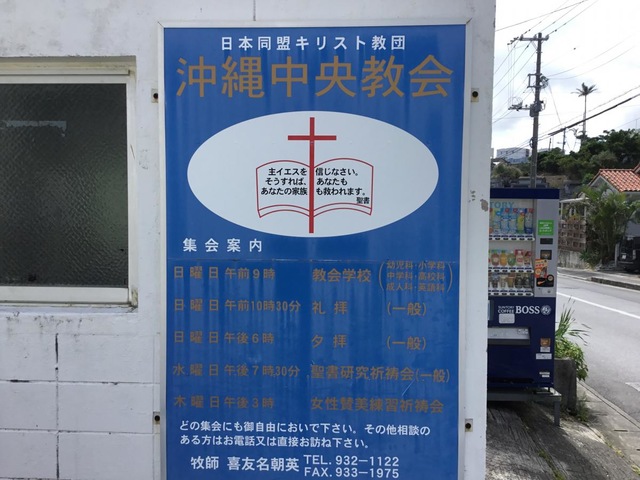 日本同盟キリスト教団
沖縄中央教会
主イエスを 信じなさい。
そうすれば、 あなたも
あなたの家族 も救われます。
聖書
集会案内
日曜日午前9時 教会学校 (幼児科・小学科
中学科・高校科
成人科・英語科)
日曜日午前10時30分 礼拝 (一般)
日曜日午後6時 夕拝 (一般)
水曜日午後7時30分 聖書研究祈祷会(一般)
木曜日午後3時 女性賛美練習祈祷会
どの集会にも御自由においで下さい。その他相談の
ある方はお電話又は直接お訪ね下さい。
牧師 喜友名朝英 TEL. 932-1122
FAX. 933-1975
SUNTORY
COFFEE
BOSS